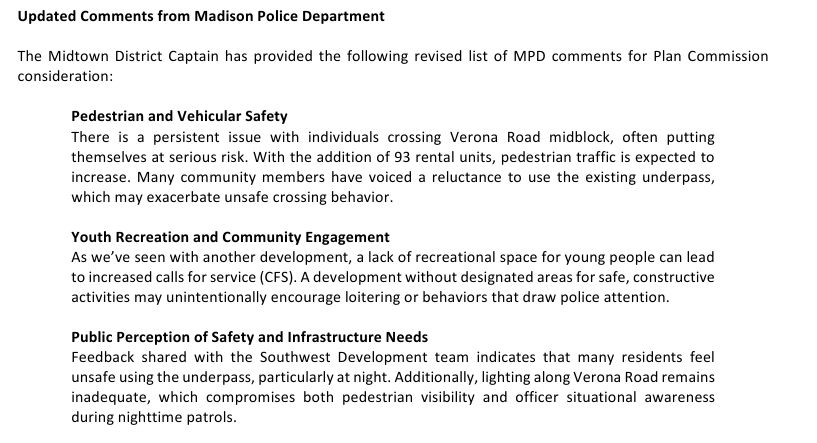 Updated Comments from Madison Police Department
The Midtown District Captain has provided the following revised list of MPD comments for Plan Commission
consideration:
Pedestrian and Vehicular Safety
There is a persistent issue with individuals crossing Verona Road midblock, often putting
themselves at serious risk. With the addition of 93 rental units, pedestrian traffic is expected to
increase. Many community members have voiced a reluctance to use the existing underpass,
which may exacerbate unsafe crossing behavior.
Youth Recreation and Community Engagement
As we’ve seen with another development, a lack of recreational space for young people can lead
to increased calls for service (CFS). A development without designated areas for safe, constructive
activities may unintentionally encourage loitering or behaviors that draw police attention.
Public Perception of Safety and Infrastructure Needs
Feedback shared with the Southwest Development team indicates that many residents feel
unsafe using the underpass, particularly at night. Additionally, lighting along Verona Road remains
inadequate, which compromises both pedestrian visibility and officer situational awareness
during nighttime patrols.